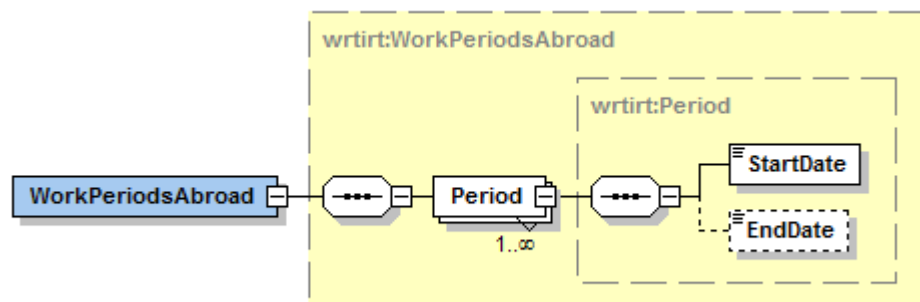 wrtirt:WorkPeriodsAbroad
wrtirt:Period
StartDate
WorkPeriodsAbroad
Period
EndDate
1..∞